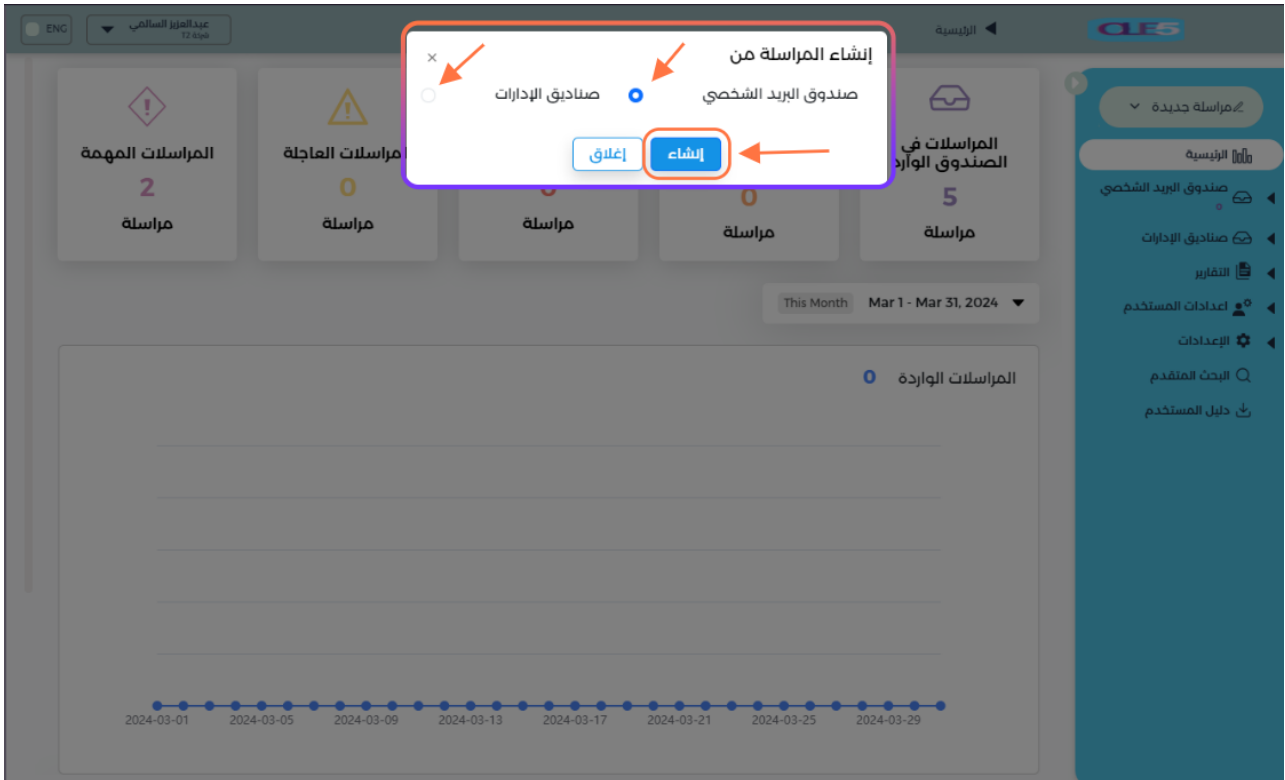 CLE5
الرئيسية
عبدالعزيز السالمي
شركة T2
ENG
مراسلة جديدة
الرئيسية
صندوق البريد الشخصي
صناديق الإدارات
التقارير
اعدادات المستخدم
الإعدادات
البحث المتقدم
دليل المستخدم
إنشاء المراسلة من
×
صندوق البريد الشخصي
صناديق الإدارات
إنشاء
إغلاق
المراسلات في
الصندوق الوارد
5
مراسلة
0
مراسلة
مراسلة
المراسلات العاجلة
0
مراسلة
المراسلات المهمة
2
مراسلة
This Month Mar 1 - Mar 31, 2024
المراسلات الواردة 0
2024-03-01 2024-03-05 2024-03-09 2024-03-13 2024-03-17 2024-03-21 2024-03-25 2024-03-29